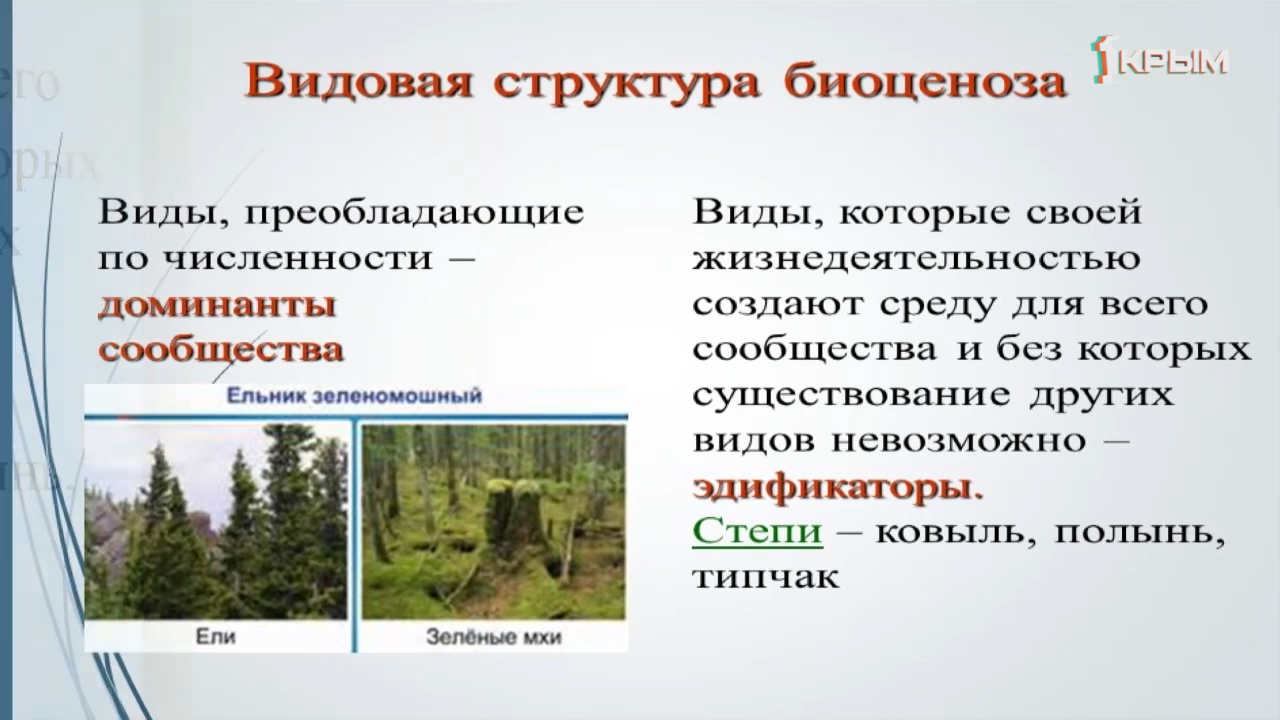 Видовая структура биоценоза
1КРЫМ
Виды, преобладающие
по численности –
доминанты
сообщества
Ельник зеленомошный
Ели
Зелёные мхи
Виды, которые своей
жизнедеятельностью
создают среду для всего
сообщества и без которых
существование других
видов невозможно –
эдификаторы.
Степи – ковыль, полынь,
типчак